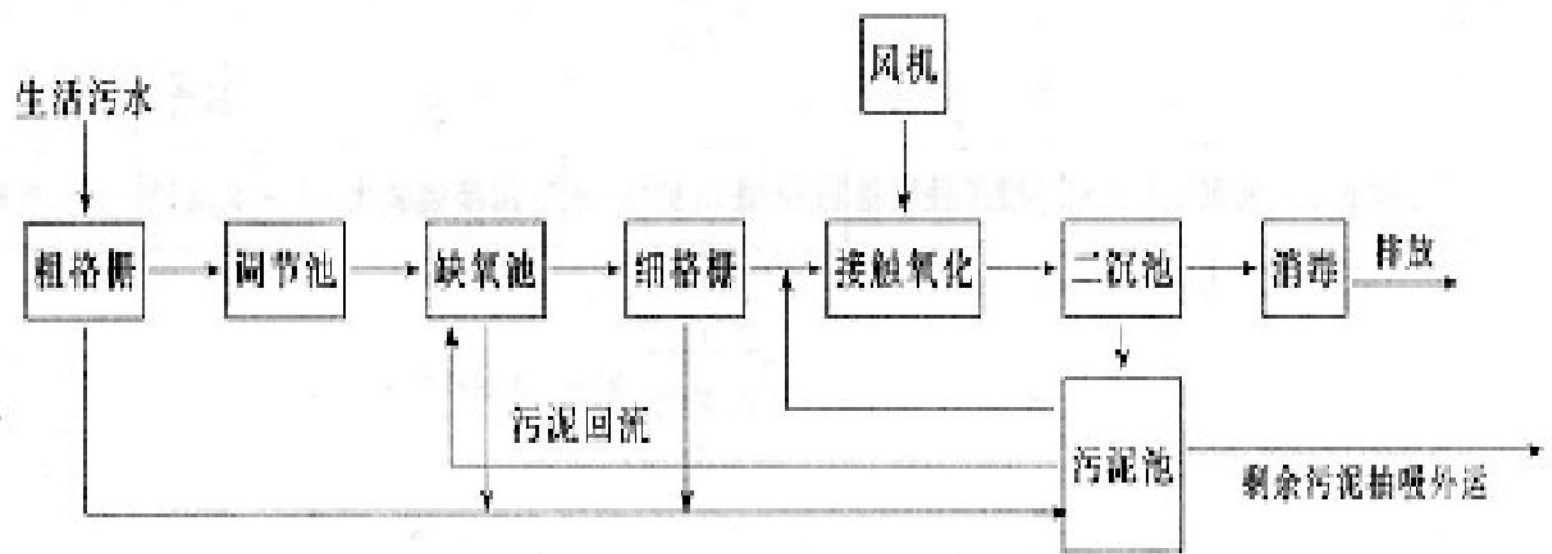 风机
生活污水
粗格栅
调节池
缺氧池
细格栅
接触氧化
二沉池
消毒
排放
污泥回流
污泥池
剩余污泥抽吸外运